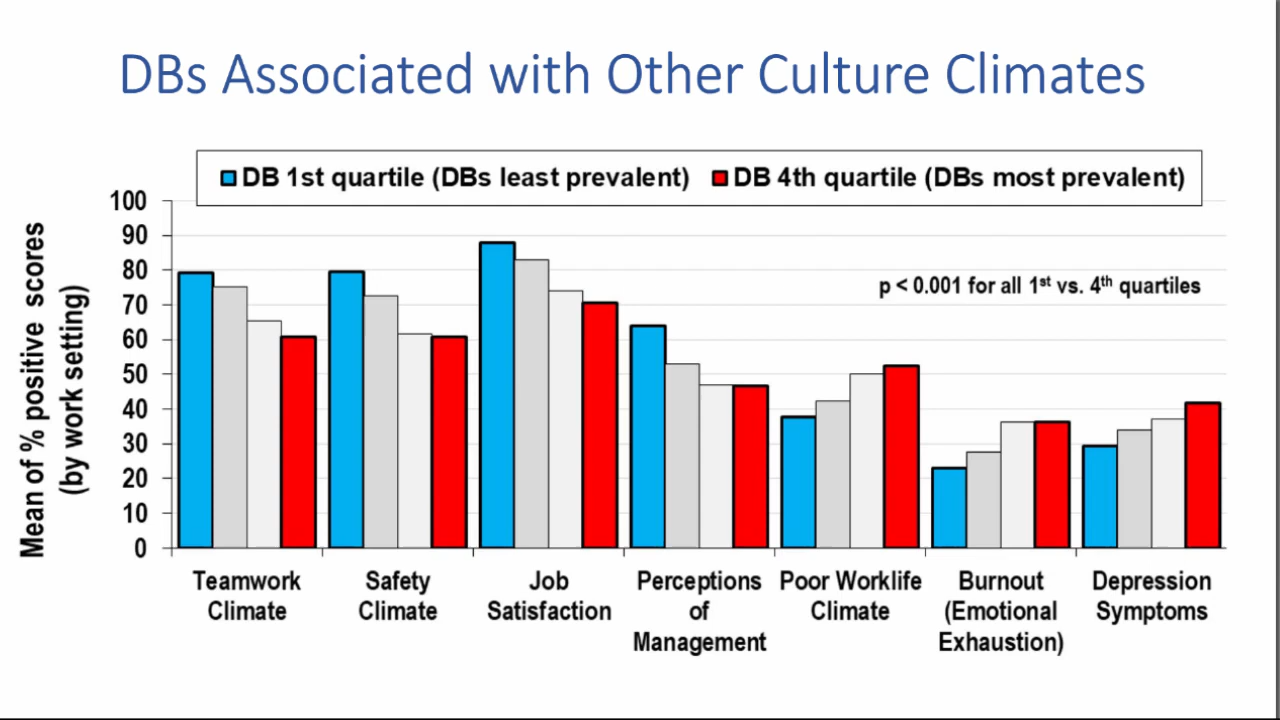 DBs Associated with Other Culture Climates
DB 1st quartile (DBs least prevalent) DB 4th quartile (DBs most prevalent)
Mean of % positive scores
(by work setting)
100
90
80
70
60
50
40
30
20
10
0
p < 0.001 for all 1st vs. 4th quartiles
Teamwork
Climate
Safety
Climate
Job
Satisfaction
Perceptions
of
Management
Poor Worklife
Climate
Burnout
(Emotional
Exhaustion)
Depression
Symptoms